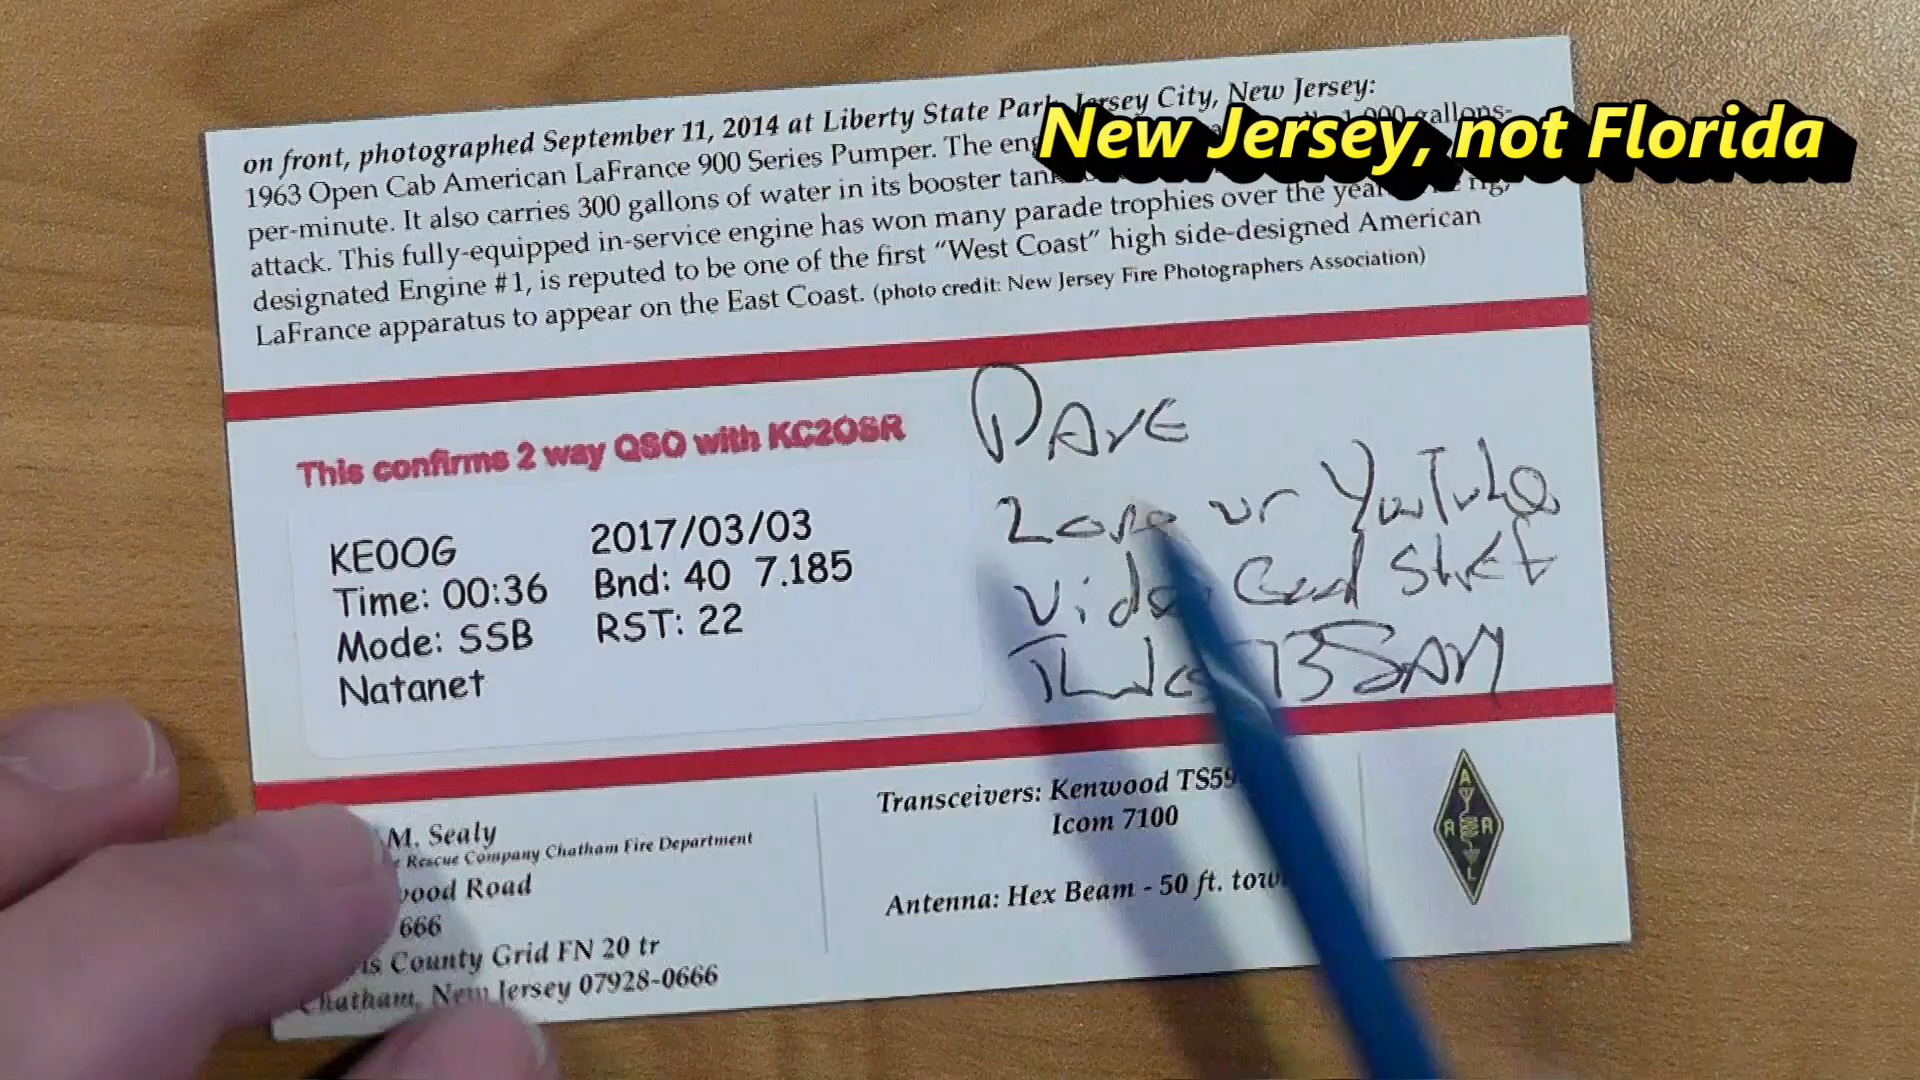 on front, photographed September 11, 2014 at Liberty State Park, Jersey City, New Jersey:
New Jersey, not Florida
1963 Open Cab American LaFrance 900 Series Pumper. The gallons-
per-minute. It also carries 300 gallons of water in its booster tank rig,
attack. This fully-equipped in-service engine has won many parade trophies over the
designated Engine #1, is reputed to be one of the first “West Coast” high side-designed American
LaFrance apparatus to appear on the East Coast. (photo credit: New Jersey Fire Photographers Association)
This confirms 2 way QSO with KC2OSR
KE0OG 2017/03/03
Time: 00:36 Bnd: 40 7.185
Mode: SSB RST: 22
Natanet
DAVE
ur YouTube
Video Good Stuff
73 SAM
M. Sealy
Rescue Company Chatham Fire Department
wood Road
666
County Grid FN 20 tr
Chatham, New Jersey 07928-0666
Transceivers: Kenwood
Icom 7100
Antenna: Hex Beam - 50 ft.
A
R R
L